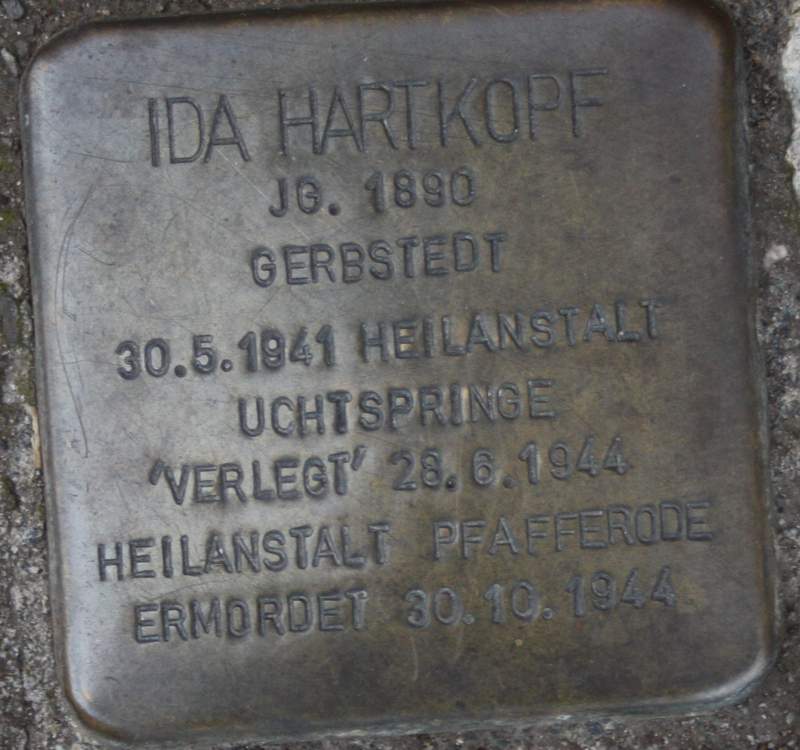 IDA HARTKOPF
JG. 1890
GERBSTEDT
30.5.1941 HEILANSTALT
UCHTSPRINGE
'VERLEGT' 28.6.1944
HEILANSTALT PFAFFERODE
ERMORDET 30.10.1944